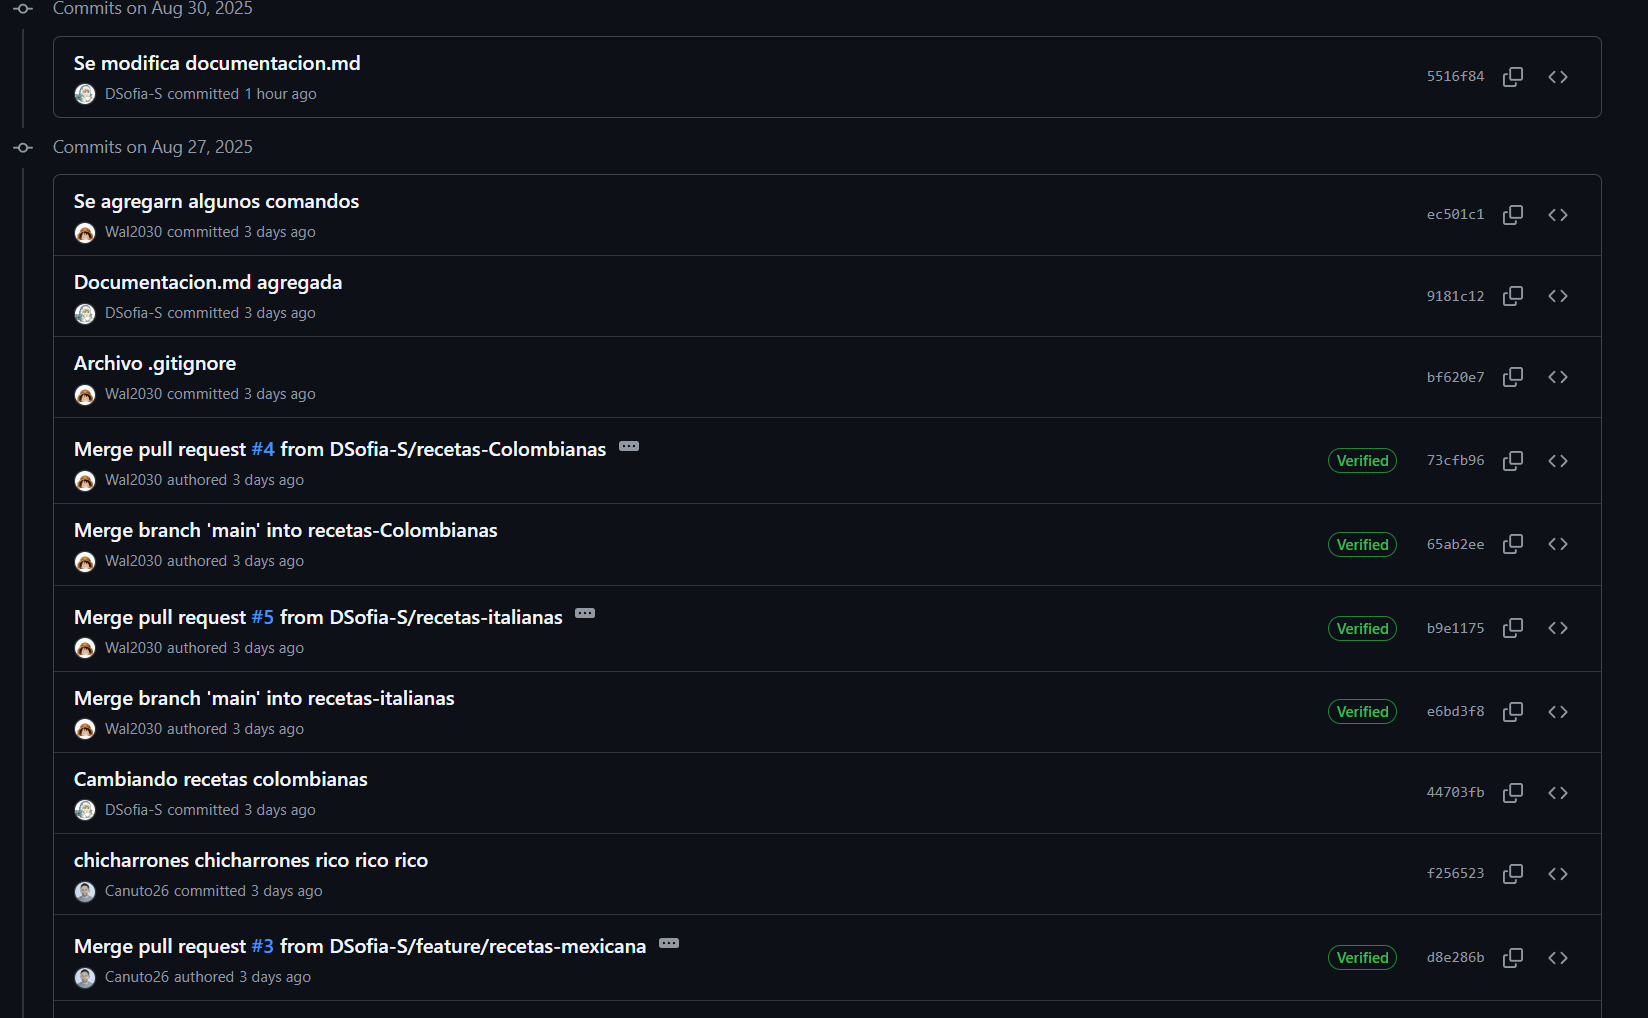 Commits on Aug 30, 2025
Se modifica documentacion.md
5516f84
DSofia-S committed 1 hour ago
Commits on Aug 27, 2025
Se agregarn algunos comandos
ec501c1
Wal2030 committed 3 days ago
Documentacion.md agregada
9181c12
DSofia-S committed 3 days ago
Archivo .gitignore
bf620e7
Wal2030 committed 3 days ago
Merge pull request #4 from DSofia-S/recetas-Colombianas
Verified 73cfb96
Wal2030 authored 3 days ago
Merge branch 'main' into recetas-Colombianas
Verified 65ab2ee
Wal2030 authored 3 days ago
Merge pull request #5 from DSofia-S/recetas-italianas
Verified b9e1175
Wal2030 authored 3 days ago
Merge branch 'main' into recetas-italianas
Verified e6bd3f8
Wal2030 authored 3 days ago
Cambiando recetas colombianas
44703fb
DSofia-S committed 3 days ago
chicharrones chicharrones rico rico rico
f256523
Canuto26 committed 3 days ago
Merge pull request #3 from DSofia-S/feature/recetas-mexicana
Verified d8e286b
Canuto26 authored 3 days ago